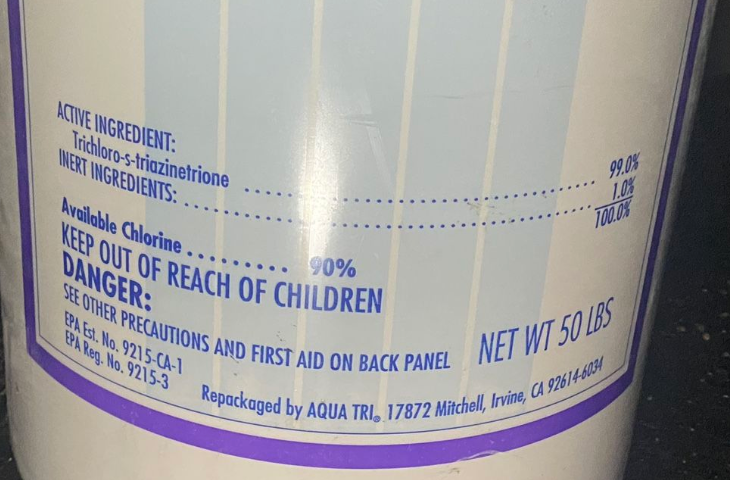 ACTIVE INGREDIENT:
Trichloro-s-triazinetrione .......................................... 99.0%
INERT INGREDIENTS: .................................................. 1.0%
100.0%
Available Chlorine ......... 90%
KEEP OUT OF REACH OF CHILDREN
DANGER:
SEE OTHER PRECAUTIONS AND FIRST AID ON BACK PANEL
NET WT 50 LBS
EPA Est. No. 9215-CA-1
EPA Reg. No. 9215-3
Repackaged by AQUA TRI® 17872 Mitchell, Irvine, CA 92614-6034